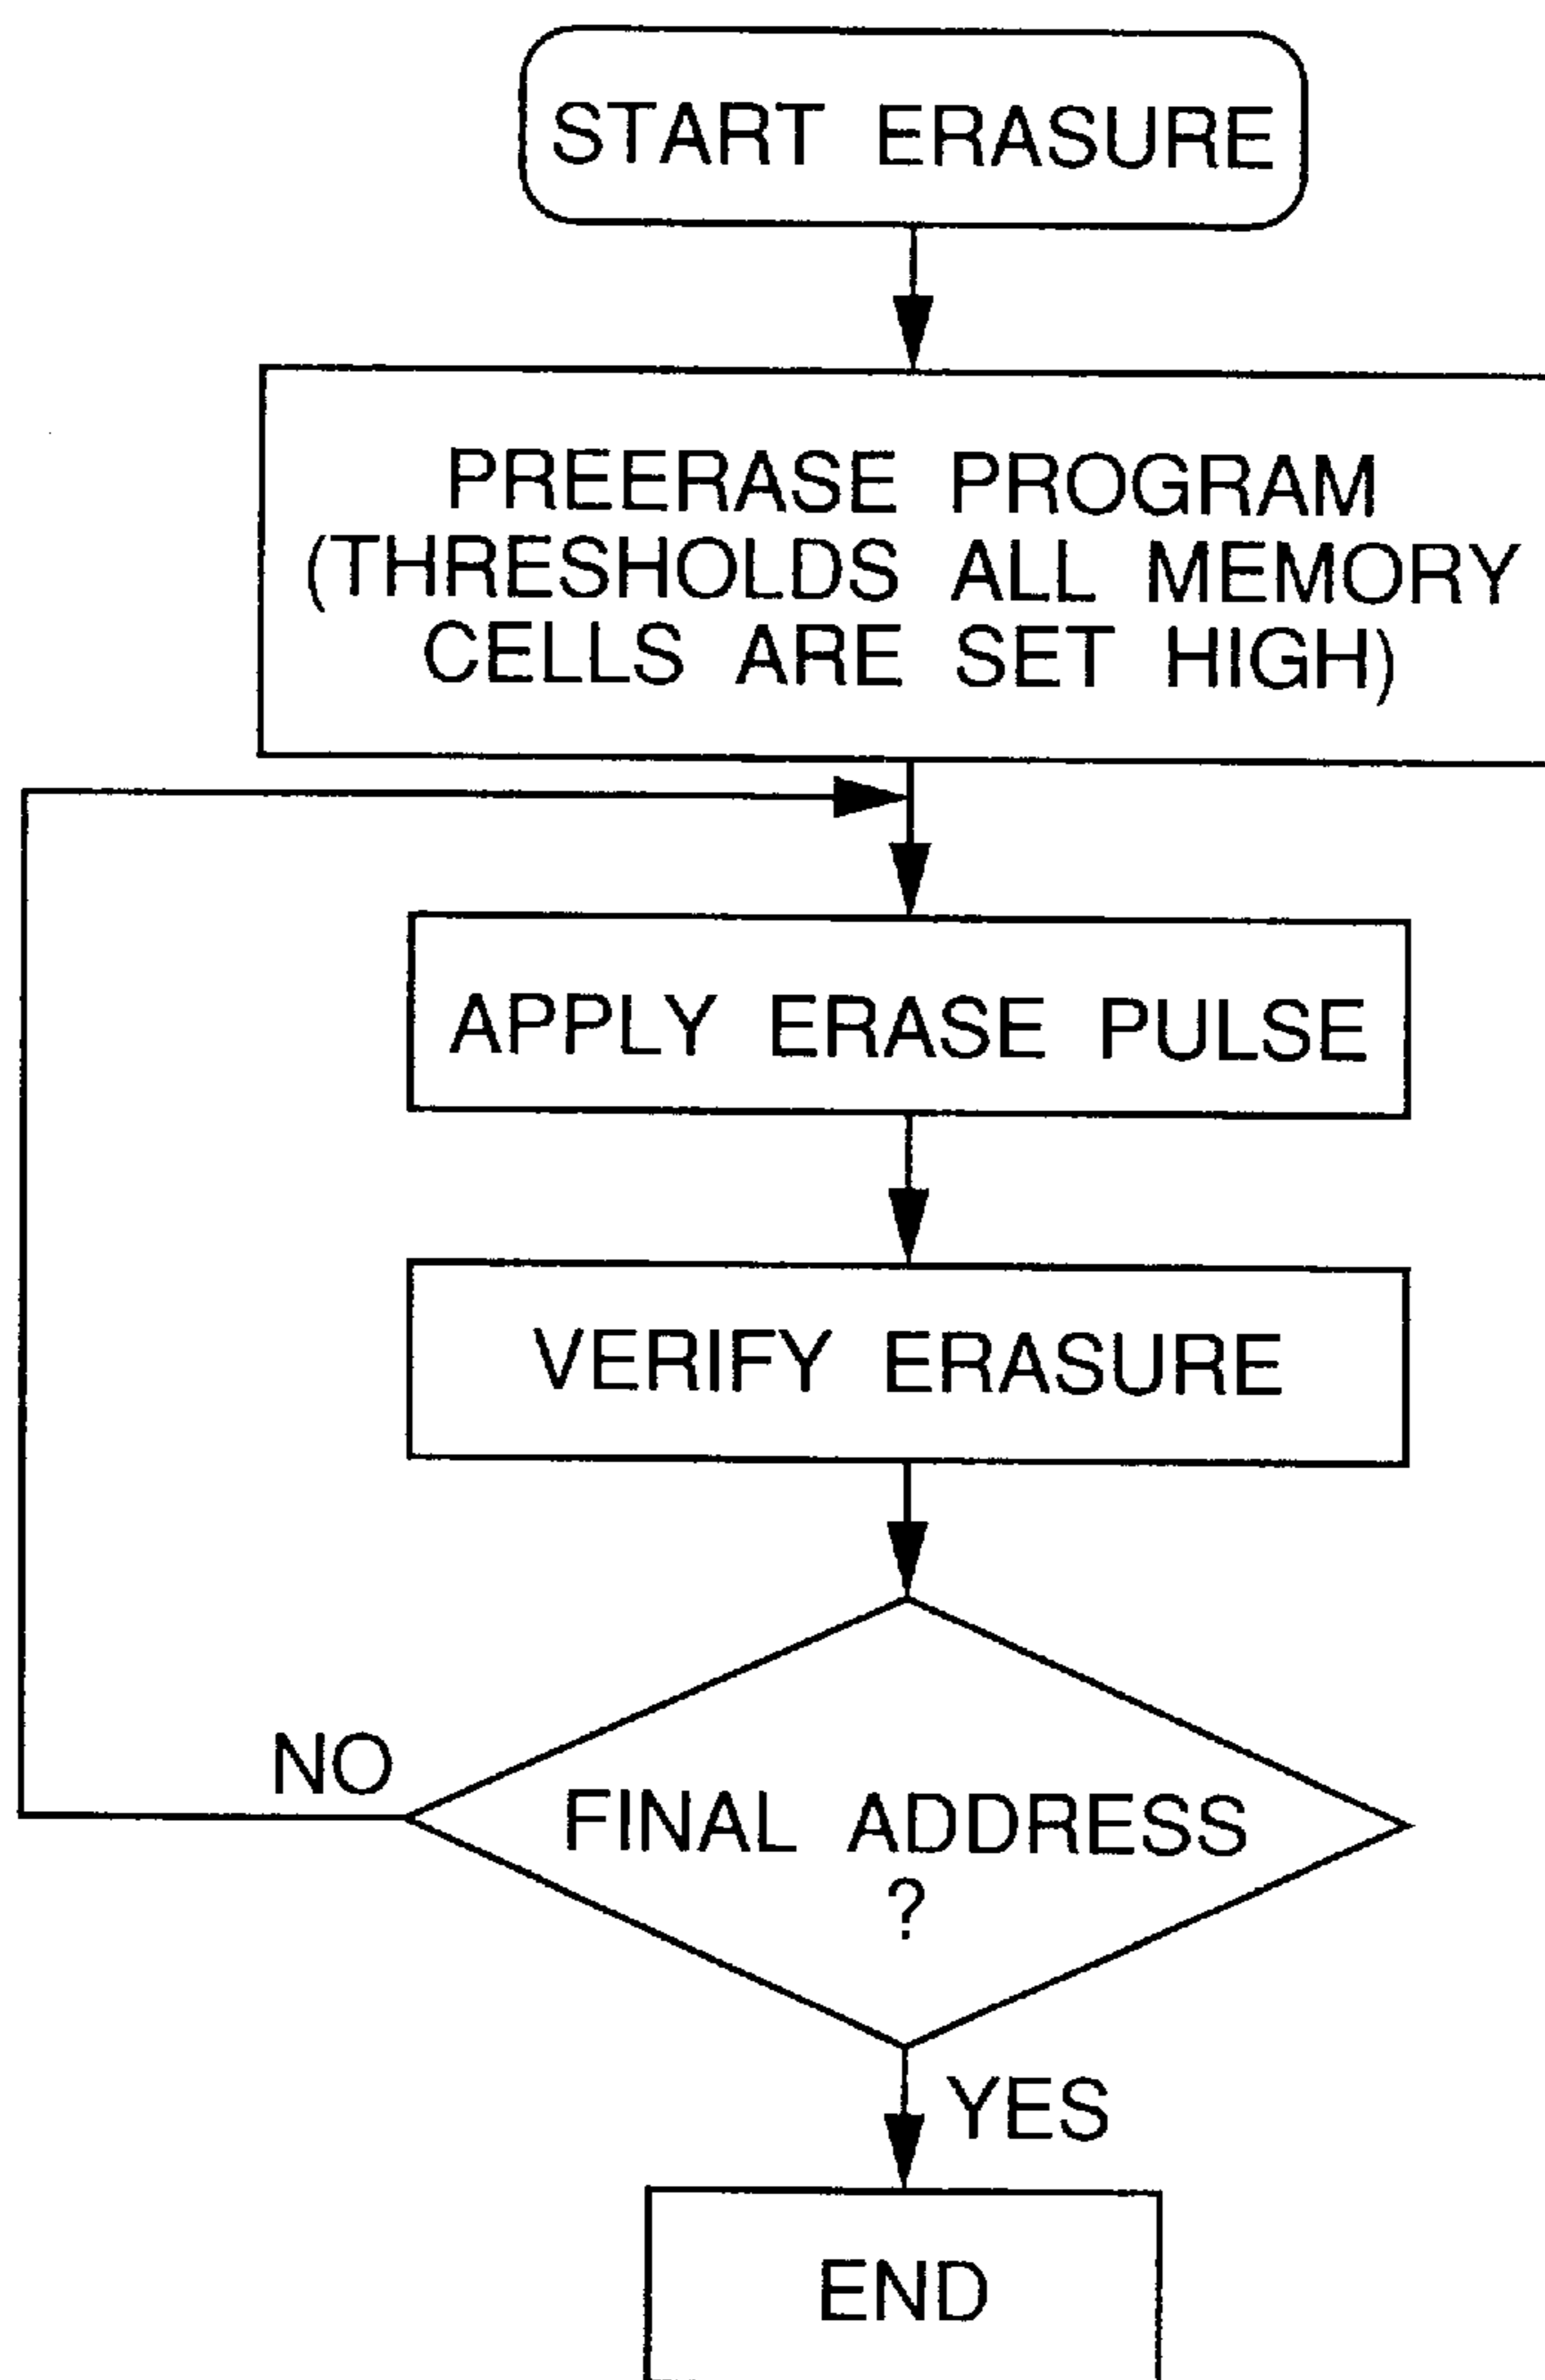 START ERASURE
PREERASE PROGRAM
(THRESHOLDS ALL MEMORY
CELLS ARE SET HIGH)
APPLY ERASE PULSE
VERIFY ERASURE
NO
FINAL ADDRESS
?
YES
END